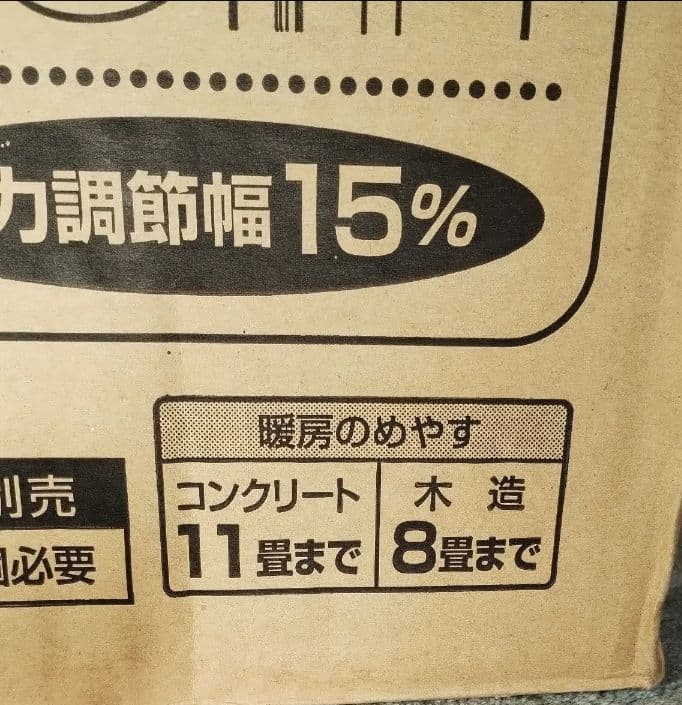 力調節幅15%
暖房のめやす
コンクリート 木造
11畳まで 8畳まで
別売
必要